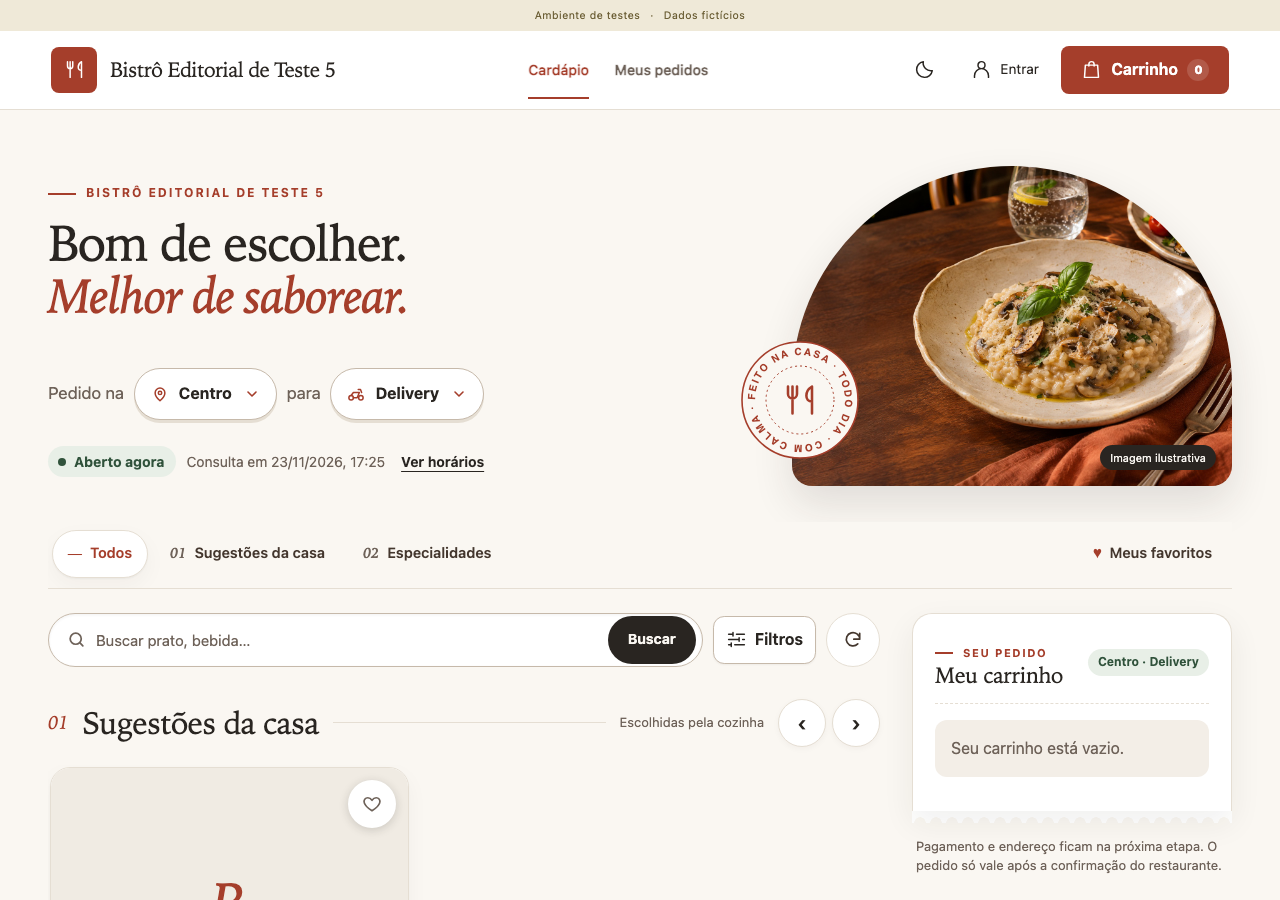 Ambiente de testes · Dados fictícios
Bistrô Editorial de Teste 5
Cardápio
Meus pedidos
Entrar
Carrinho 0
BISTRÔ EDITORIAL DE TESTE 5
Bom de escolher.
Melhor de saborear.
Pedido na Centro para Delivery
Aberto agora Consulta em 23/11/2026, 17:25 Ver horários
FEITO NA CASA · TODO DIA · COM CALMA ·
Imagem ilustrativa
— Todos
01 Sugestões da casa
02 Especialidades
♥ Meus favoritos
Buscar prato, bebida...
Buscar
Filtros
SEU PEDIDO
Meu carrinho
Centro · Delivery
Seu carrinho está vazio.
Pagamento e endereço ficam na próxima etapa. O
pedido só vale após a confirmação do restaurante.
01 Sugestões da casa
Escolhidas pela cozinha
‹ ›